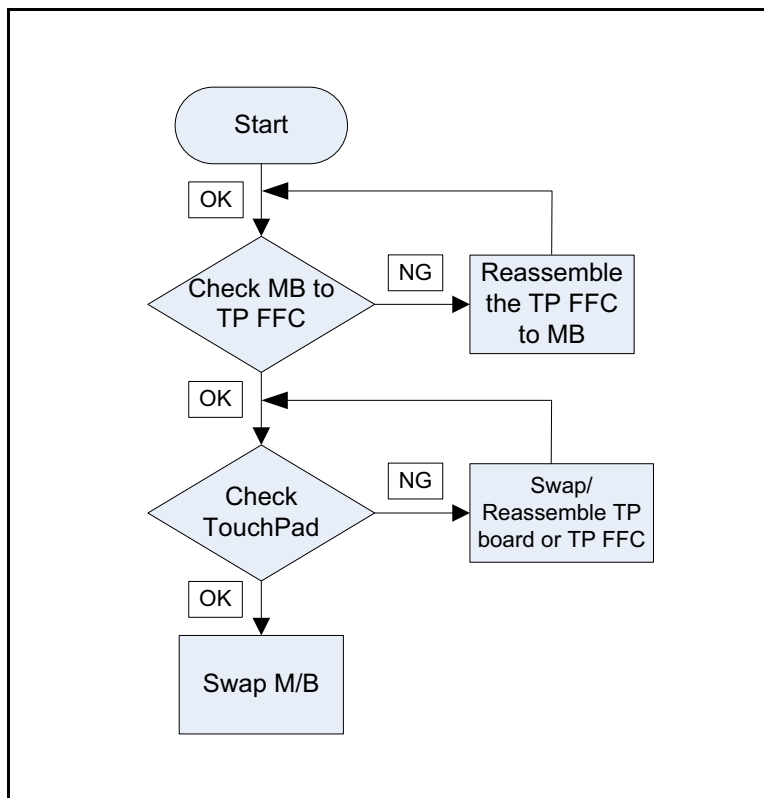 Start
OK
Check MB to
TP FFC
NG
Reassemble
the TP FFC
to MB
OK
Check
TouchPad
NG
Swap/
Reassemble TP
board or TP FFC
OK
Swap M/B